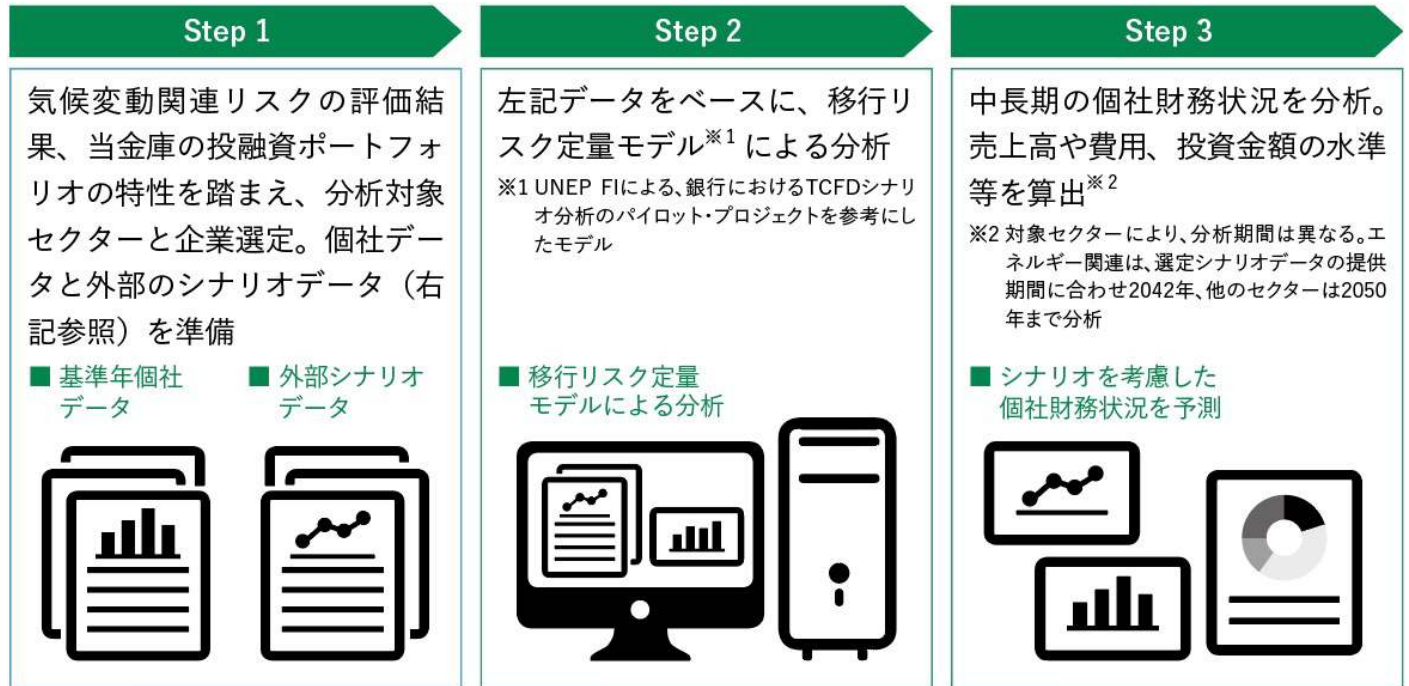 Step 1
気候変動関連リスクの評価結
果、当金庫の投融資ポートフォ
リオの特性を踏まえ、分析対象
セクターと企業選定。個社デー
タと外部のシナリオデータ（右
記参照）を準備
■ 基準年個社
データ
■ 外部シナリオ
データ
Step 2
左記データをベースに、移行リ
スク定量モデル※1 による分析
※1 UNEP FIによる、銀行におけるTCFDシナリ
オ分析のパイロット・プロジェクトを参考にし
たモデル
■ 移行リスク定量
モデルによる分析
Step 3
中長期の個社財務状況を分析。
売上高や費用、投資金額の水準
等を算出※2
※2 対象セクターにより、分析期間は異なる。エ
ネルギー関連は、選定シナリオデータの提供
期間に合わせ2042年、他のセクターは2050
年まで分析
■ シナリオを考慮した
個社財務状況を予測